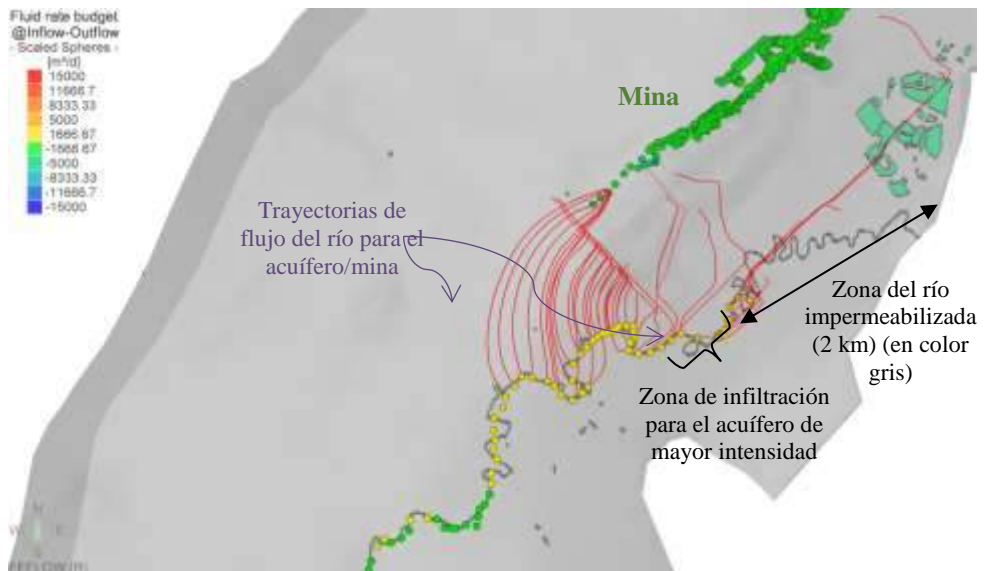 Fluid rate budget
@Inflow-Outflow
- Scaled Spheres -
[m³/d]
15000
11666.7
8333.33
5000
1666.67
-1666.67
-5000
-8333.33
-11666.7
-15000
Mina
Trayectorias de
flujo del río para el
acuífero/mina
Zona del río
impermeabilizada
(2 km) (en color
gris)
Zona de infiltración
para el acuífero de
mayor intensidad
N
W
E
FEFLOW (R)